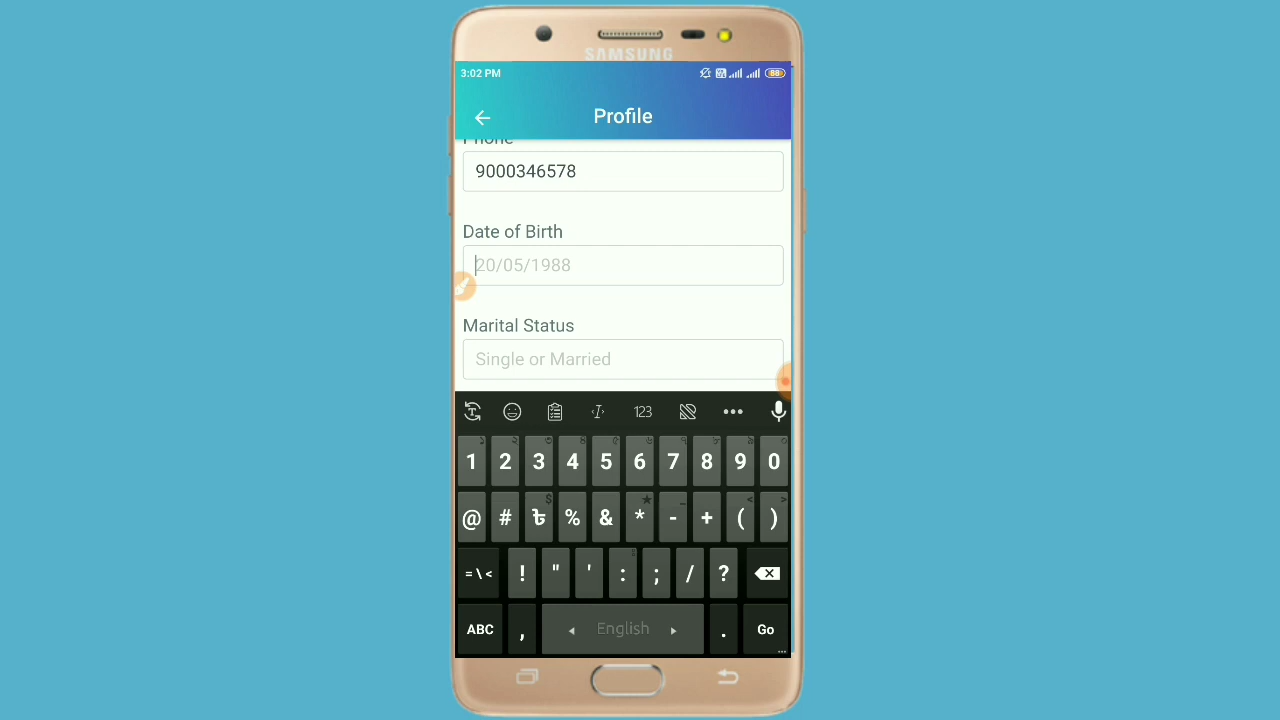 SAMSUNG
3:02 PM
88
Profile
Phone
9000346578
Date of Birth
20/05/1988
Marital Status
Single or Married
123
1 2 3 4 5 6 7 8 9 0
@ # ৳ % & * - + ( )
=\< ! " ' : ; / ?
ABC , English . Go